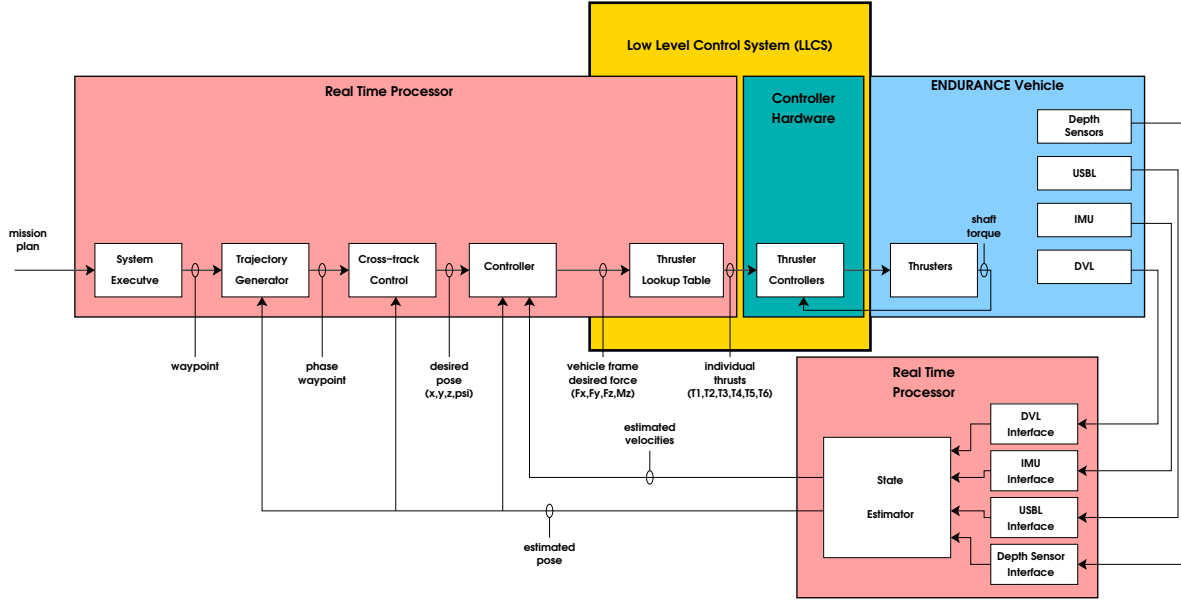 Low Level Control System (LLCS)
Real Time Processor
Controller
Hardware
ENDURANCE Vehicle
Depth
Sensors
USBL
IMU
DVL
mission
plan
System
Executve
Trajectory
Generator
Cross-track
Control
Controller
Thruster
Lookup Table
Thruster
Controllers
Thrusters
shaft
torque
waypoint
phase
waypoint
desired
pose
(x,y,z,psi)
vehicle frame
desired force
(Fx,Fy,Fz,Mz)
individual
thrusts
(T1,T2,T3,T4,T5,T6)
Real Time
Processor
estimated
velocities
estimated
pose
State
Estimator
DVL
Interface
IMU
Interface
USBL
Interface
Depth Sensor
Interface